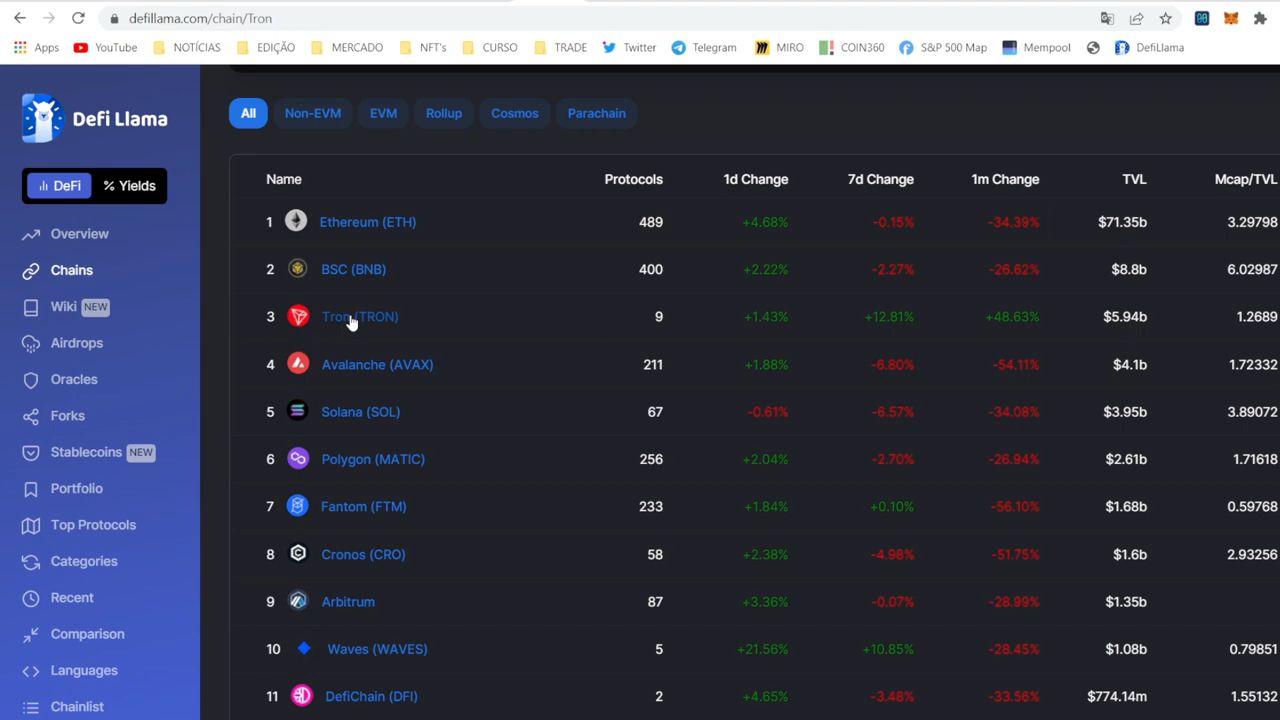 defillama.com/chain/Tron
Apps YouTube NOTÍCIAS EDIÇÃO MERCADO NFT's CURSO TRADE Twitter Telegram MIRO COIN360 S&P 500 Map Mempool DefiLlama
Defi Llama
DeFi % Yields
Overview
Chains
Wiki NEW
Airdrops
Oracles
Forks
Stablecoins NEW
Portfolio
Top Protocols
Categories
Recent
Comparison
Languages
Chainlist
All Non-EVM EVM Rollup Cosmos Parachain
Name Protocols 1d Change 7d Change 1m Change TVL Mcap/TVL
1 Ethereum (ETH) 489 +4.68% -0.15% -34.39% $71.35b 3.29798
2 BSC (BNB) 400 +2.22% -2.27% -26.62% $8.8b 6.02987
3 Tron (TRON) 9 +1.43% +12.81% +48.63% $5.94b 1.2689
4 Avalanche (AVAX) 211 +1.88% -6.80% -54.11% $4.1b 1.72332
5 Solana (SOL) 67 -0.61% -6.57% -34.08% $3.95b 3.89072
6 Polygon (MATIC) 256 +2.04% -2.70% -26.94% $2.61b 1.71618
7 Fantom (FTM) 233 +1.84% +0.10% -56.10% $1.68b 0.59768
8 Cronos (CRO) 58 +2.38% -4.98% -51.75% $1.6b 2.93256
9 Arbitrum 87 +3.36% -0.07% -28.99% $1.35b
10 Waves (WAVES) 5 +21.56% +10.85% -28.45% $1.08b 0.79851
11 DefiChain (DFI) 2 +4.65% -3.48% -33.56% $774.14m 1.55132